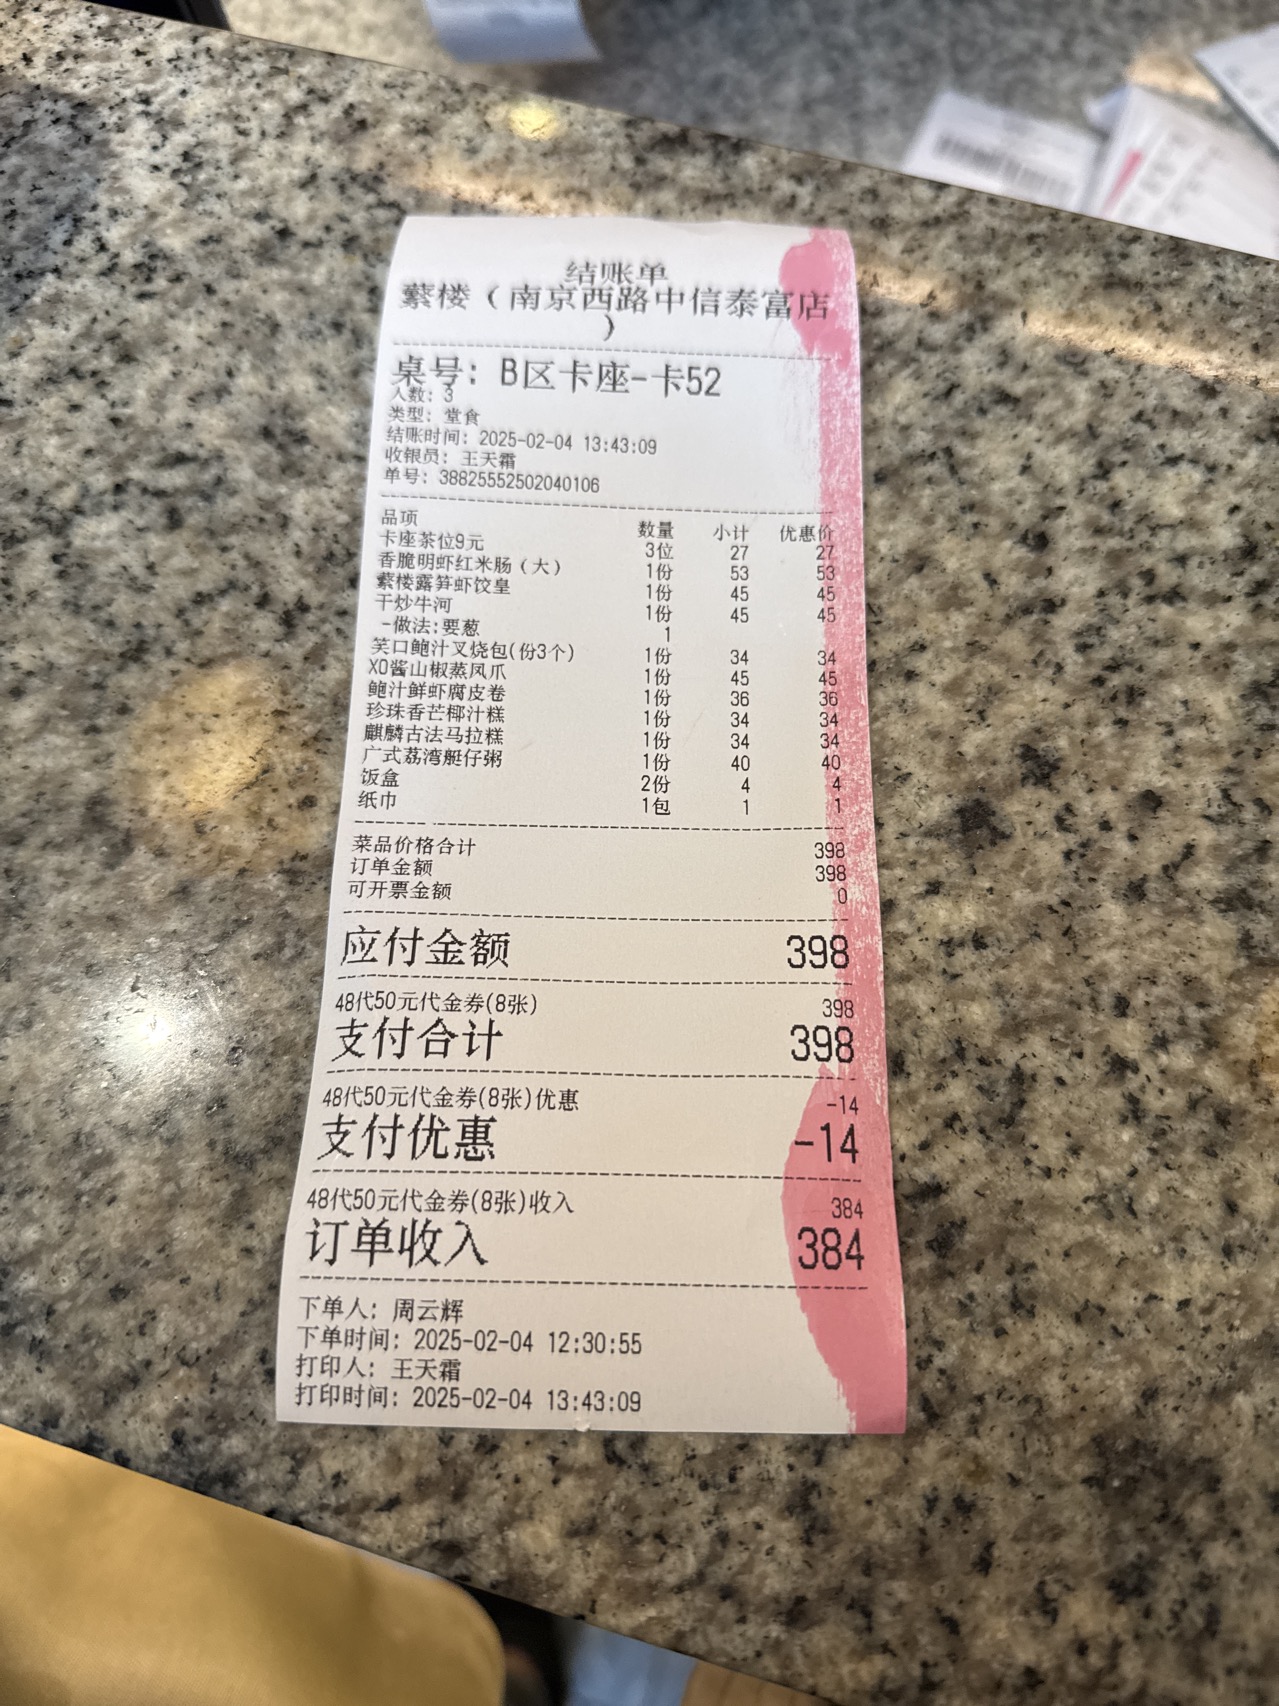 结账单
蘩楼（南京西路中信泰富店
）
桌号: B区卡座-卡52
人数: 3
类型: 堂食
结账时间: 2025-02-04 13:43:09
收银员: 王天霜
单号: 38825552502040106
品项 数量 小计 优惠价
卡座茶位9元 3位 27 27
香脆明虾红米肠（大） 1份 53 53
蘩楼露笋虾饺皇 1份 45 45
干炒牛河 1份 45 45
-做法:要葱 1
笑口鲍汁叉烧包(份3个) 1份 34 34
XO酱山椒蒸凤爪 1份 45 45
鲍汁鲜虾腐皮卷 1份 36 36
珍珠香芒椰汁糕 1份 34 34
麒麟古法马拉糕 1份 34 34
广式荔湾艇仔粥 1份 40 40
饭盒 2份 4 4
纸巾 1包 1 1
菜品价格合计 398
订单金额 398
可开票金额 0
应付金额 398
48代50元代金券(8张) 398
支付合计 398
48代50元代金券(8张)优惠 -14
支付优惠 -14
48代50元代金券(8张)收入 384
订单收入 384
下单人: 周云辉
下单时间: 2025-02-04 12:30:55
打印人: 王天霜
打印时间: 2025-02-04 13:43:09